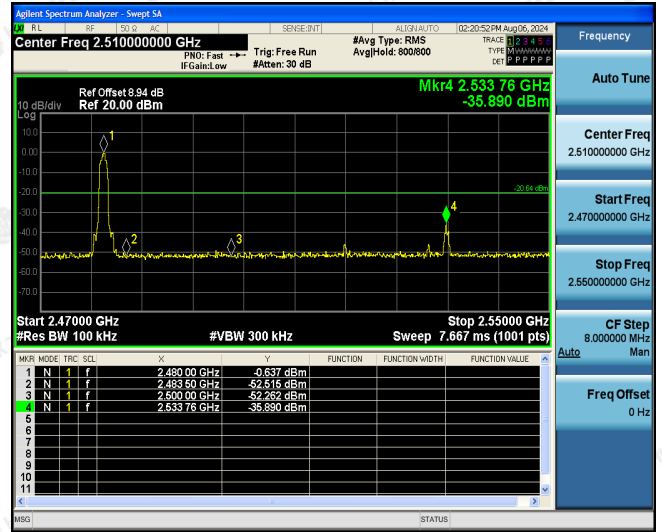 Agilent Spectrum Analyzer - Swept SA
RL RF 50 Ω AC SENSE:INT ALIGN AUTO 02:20:52 PM Aug 06, 2024
Center Freq 2.510000000 GHz
PNO: Fast
IFGain:Low
Trig: Free Run
#Atten: 30 dB
#Avg Type: RMS
Avg|Hold: 800/800
TRACE 1 2 3 4 5 6
TYPE MWWWWW
DET P P P P P P
Frequency
Auto Tune
Center Freq
2.510000000 GHz
Start Freq
2.470000000 GHz
Stop Freq
2.550000000 GHz
CF Step
8.000000 MHz
Auto Man
Freq Offset
0 Hz
Mkr4 2.533 76 GHz
-35.890 dBm
Ref Offset 8.94 dB
10 dB/div Ref 20.00 dBm
Log
10.0
0.00
-10.0
-20.0
-30.0
-40.0
-50.0
-60.0
-70.0
1
2
3
4
-20.64 dBm
Start 2.47000 GHz Stop 2.55000 GHz
#Res BW 100 kHz #VBW 300 kHz Sweep 7.667 ms (1001 pts)
MKR MODE TRC SCL X Y FUNCTION FUNCTION WIDTH FUNCTION VALUE
1 N 1 f 2.480 00 GHz -0.637 dBm
2 N 1 f 2.483 50 GHz -52.515 dBm
3 N 1 f 2.500 00 GHz -52.262 dBm
4 N 1 f 2.533 76 GHz -35.890 dBm
5
6
7
8
9
10
11
MSG STATUS